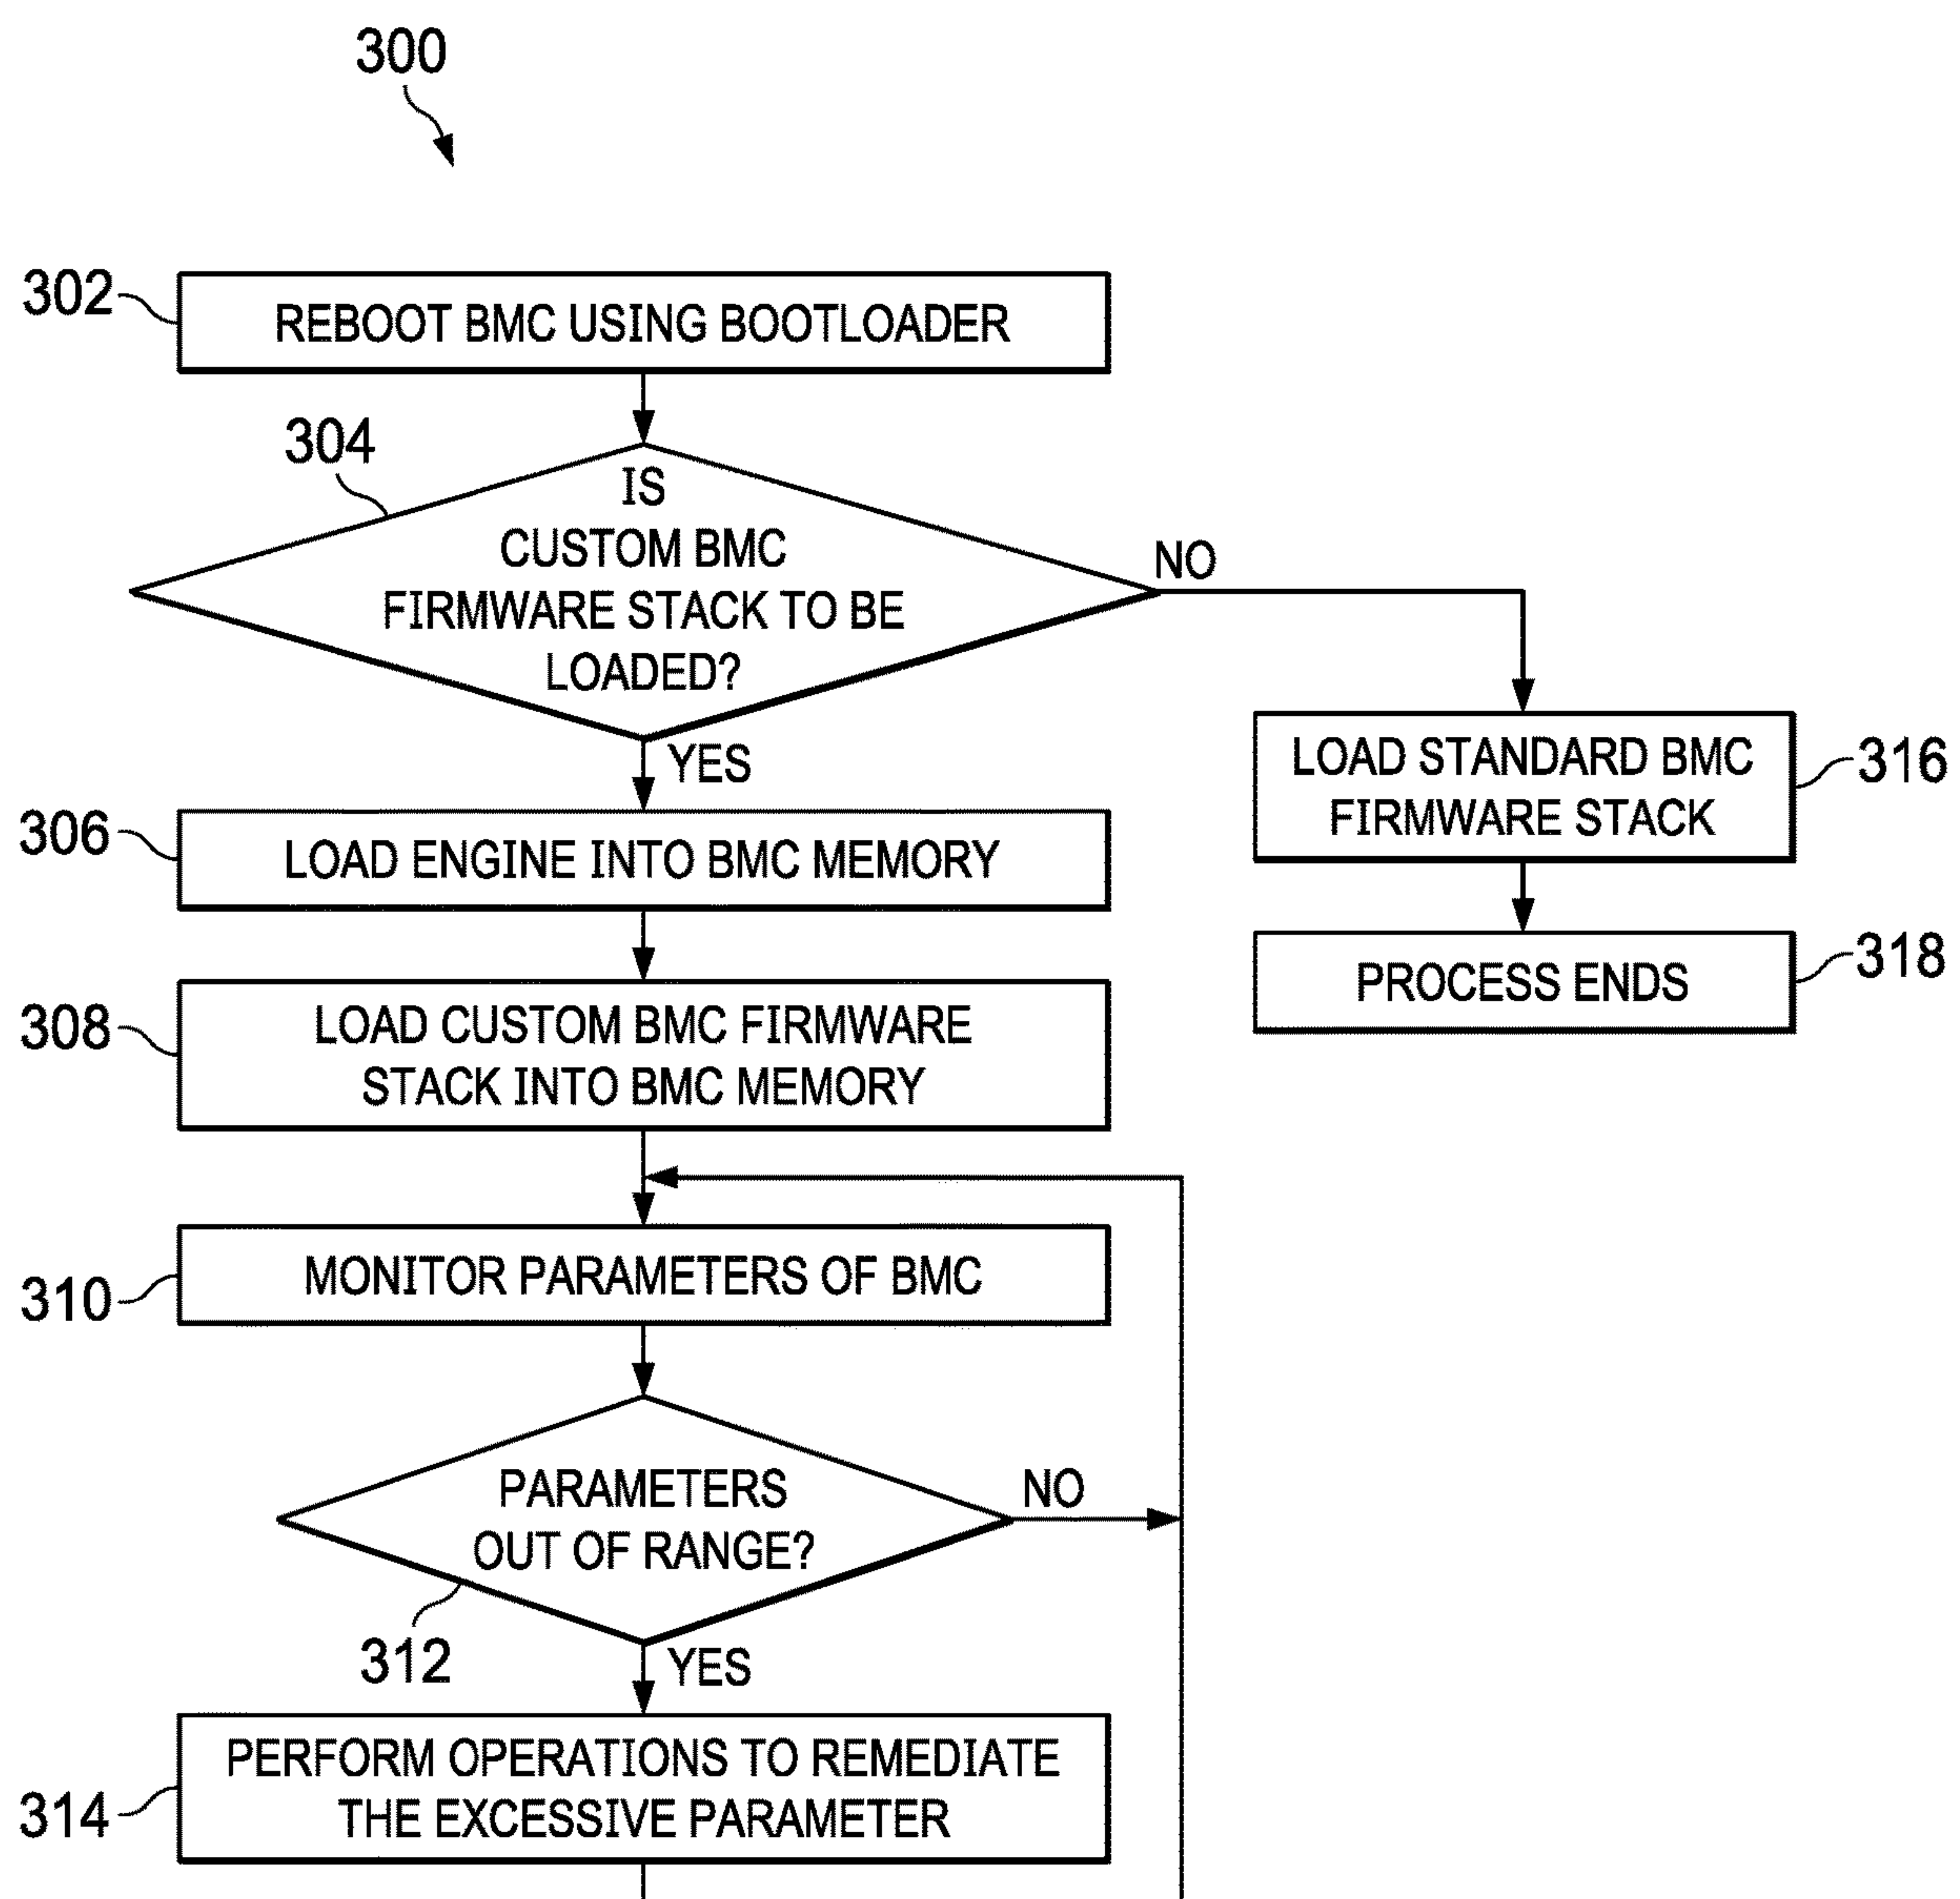 300
302
REBOOT BMC USING BOOTLOADER
304
IS
CUSTOM BMC
FIRMWARE STACK TO BE
LOADED?
NO
YES
316
LOAD STANDARD BMC
FIRMWARE STACK
306
LOAD ENGINE INTO BMC MEMORY
318
PROCESS ENDS
308
LOAD CUSTOM BMC FIRMWARE
STACK INTO BMC MEMORY
310
MONITOR PARAMETERS OF BMC
PARAMETERS
OUT OF RANGE?
NO
312
YES
314
PERFORM OPERATIONS TO REMEDIATE
THE EXCESSIVE PARAMETER